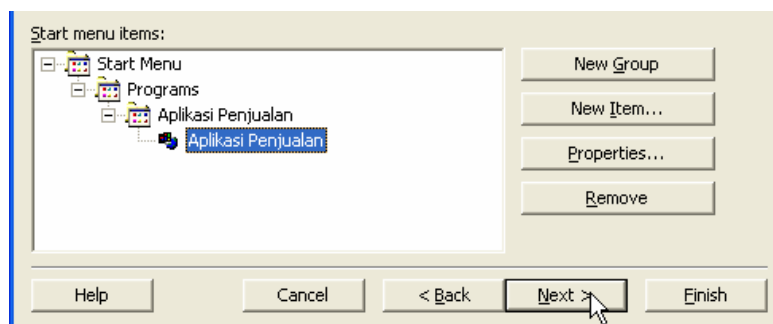 Start menu items:
Start Menu
Programs
Aplikasi Penjualan
Aplikasi Penjualan
New Group
New Item...
Properties...
Remove
Help
Cancel
< Back
Next >
Finish